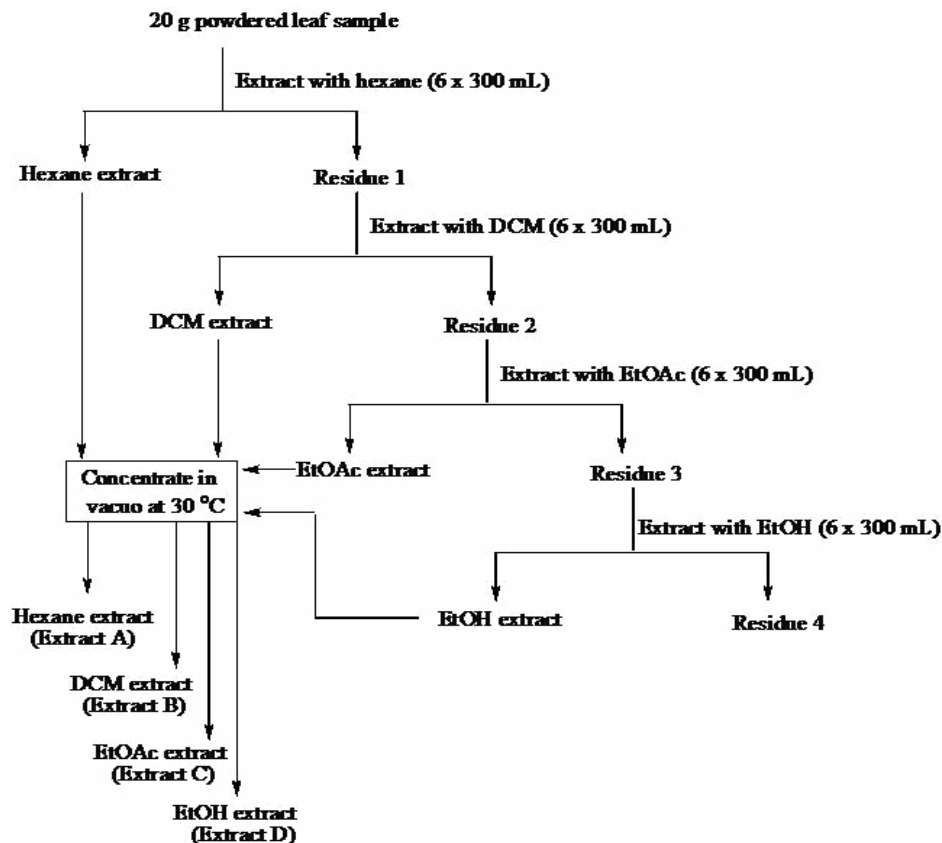 20 g powdered leaf sample
Extract with hexane (6 x 300 mL)
Hexane extract
Residue 1
Extract with DCM (6 x 300 mL)
DCM extract
Residue 2
Extract with EtOAc (6 x 300 mL)
EtOAc extract
Residue 3
Concentrate in
vacuo at 30 °C
Extract with EtOH (6 x 300 mL)
Hexane extract
(Extract A)
EtOH extract
Residue 4
DCM extract
(Extract B)
EtOAc extract
(Extract C)
EtOH extract
(Extract D)